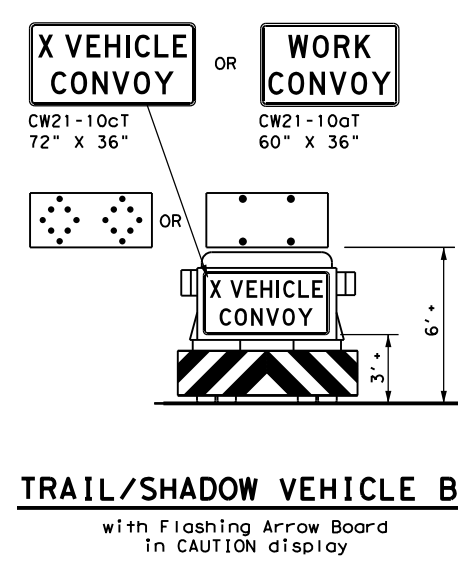 X VEHICLE
CONVOY
OR
WORK
CONVOY
CW21-10cT
72" X 36"
CW21-10aT
60" X 36"
OR
X VEHICLE
CONVOY
6' +
3' +
TRAIL/SHADOW VEHICLE B
with Flashing Arrow Board
in CAUTION display